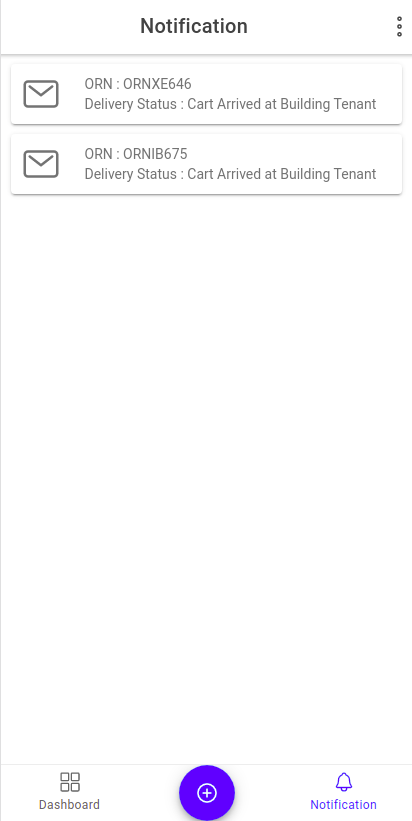 Notification
ORN : ORNXE646
Delivery Status : Cart Arrived at Building Tenant
ORN : ORNIB675
Delivery Status : Cart Arrived at Building Tenant
Dashboard
Notification